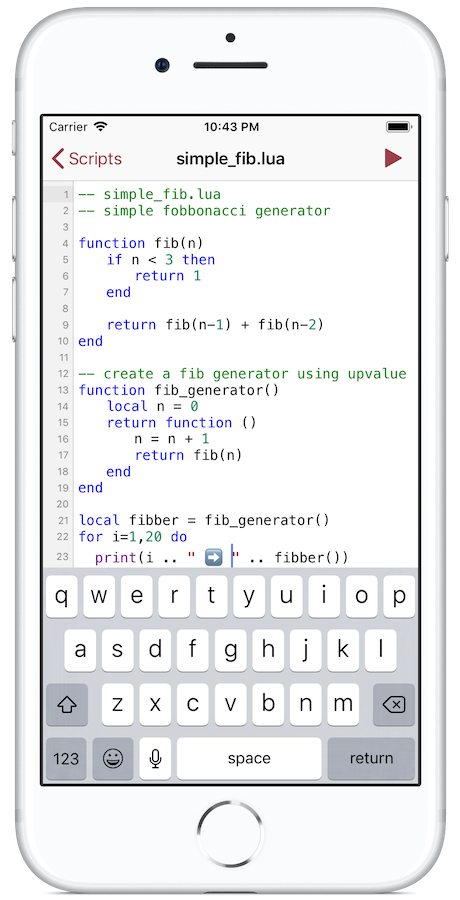 Carrier 10:43 PM
Scripts simple_fib.lua
1 -- simple_fib.lua
2 -- simple fobbonacci generator
3
4 function fib(n)
5     if n < 3 then
6         return 1
7     end
8
9     return fib(n-1) + fib(n-2)
10 end
11
12 -- create a fib generator using upvalue
13 function fib_generator()
14     local n = 0
15     return function ()
16         n = n + 1
17         return fib(n)
18     end
19 end
20
21 local fibber = fib_generator()
22 for i=1,20 do
23   print(i .. " ➡️ " .. fibber())
q w e r t y u i o p
a s d f g h j k l
z x c v b n m
123 space return